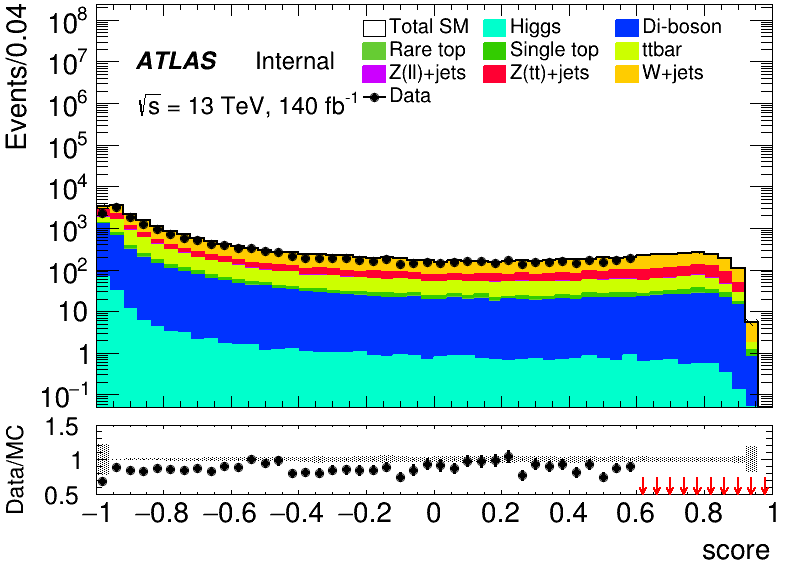 Events/0.04
10⁸
10⁷
10⁶
10⁵
10⁴
10³
10²
10
1
10⁻¹
ATLAS Internal
√s = 13 TeV, 140 fb⁻¹
Total SM Higgs Di-boson
Rare top Single top ttbar
Z(ll)+jets Z(tt)+jets W+jets
Data
Data/MC
1.5
1
0.5
−1 −0.8 −0.6 −0.4 −0.2 0 0.2 0.4 0.6 0.8 1
score